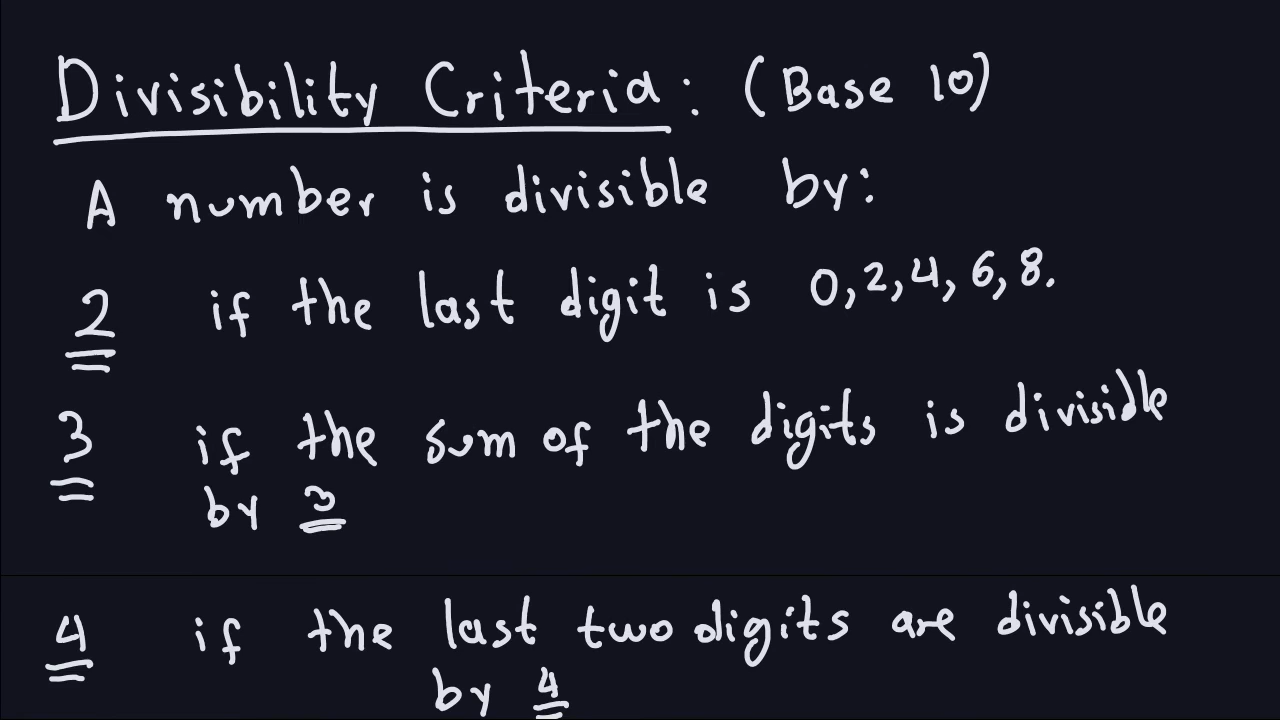 Divisibility Criteria: (Base 10)
A number is divisible by:
2 if the last digit is 0,2,4,6,8.
3 if the sum of the digits is divisible
by 3
4 if the last two digits are divisible
by 4